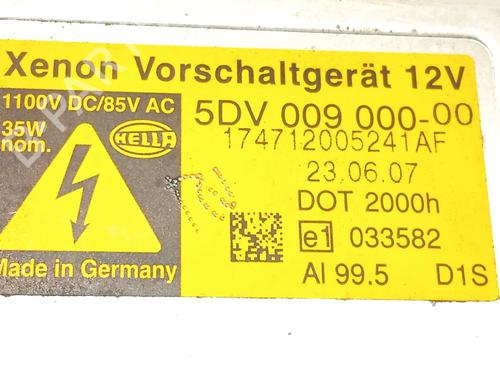 Xenon Vorschaltgerät 12V
1100V DC/85V AC
35W
nom.
HELLA
5DV 009 000-00
174712005241AF
23.06.07
DOT 2000h
e1 033582
Al 99.5 D1S
Made in Germany